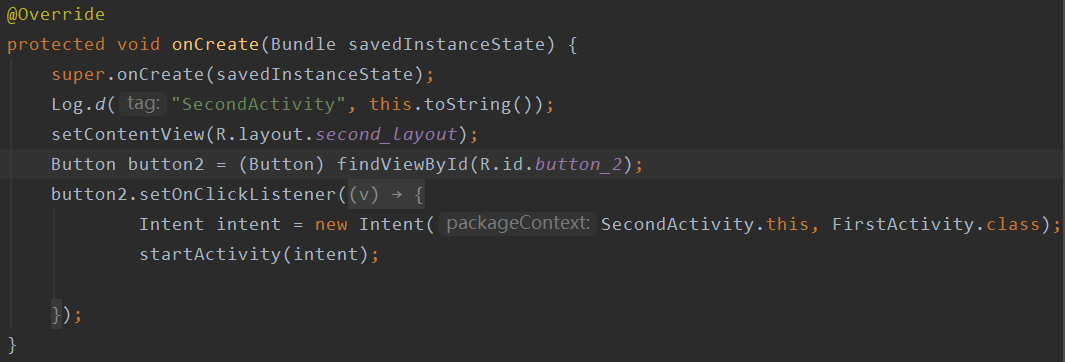 @Override
protected void onCreate(Bundle savedInstanceState) {
super.onCreate(savedInstanceState);
Log.d( tag: "SecondActivity", this.toString());
setContentView(R.layout.second_layout);
Button button2 = (Button) findViewById(R.id.button_2);
button2.setOnClickListener((v) → {
Intent intent = new Intent( packageContext: SecondActivity.this, FirstActivity.class);
startActivity(intent);
});
}